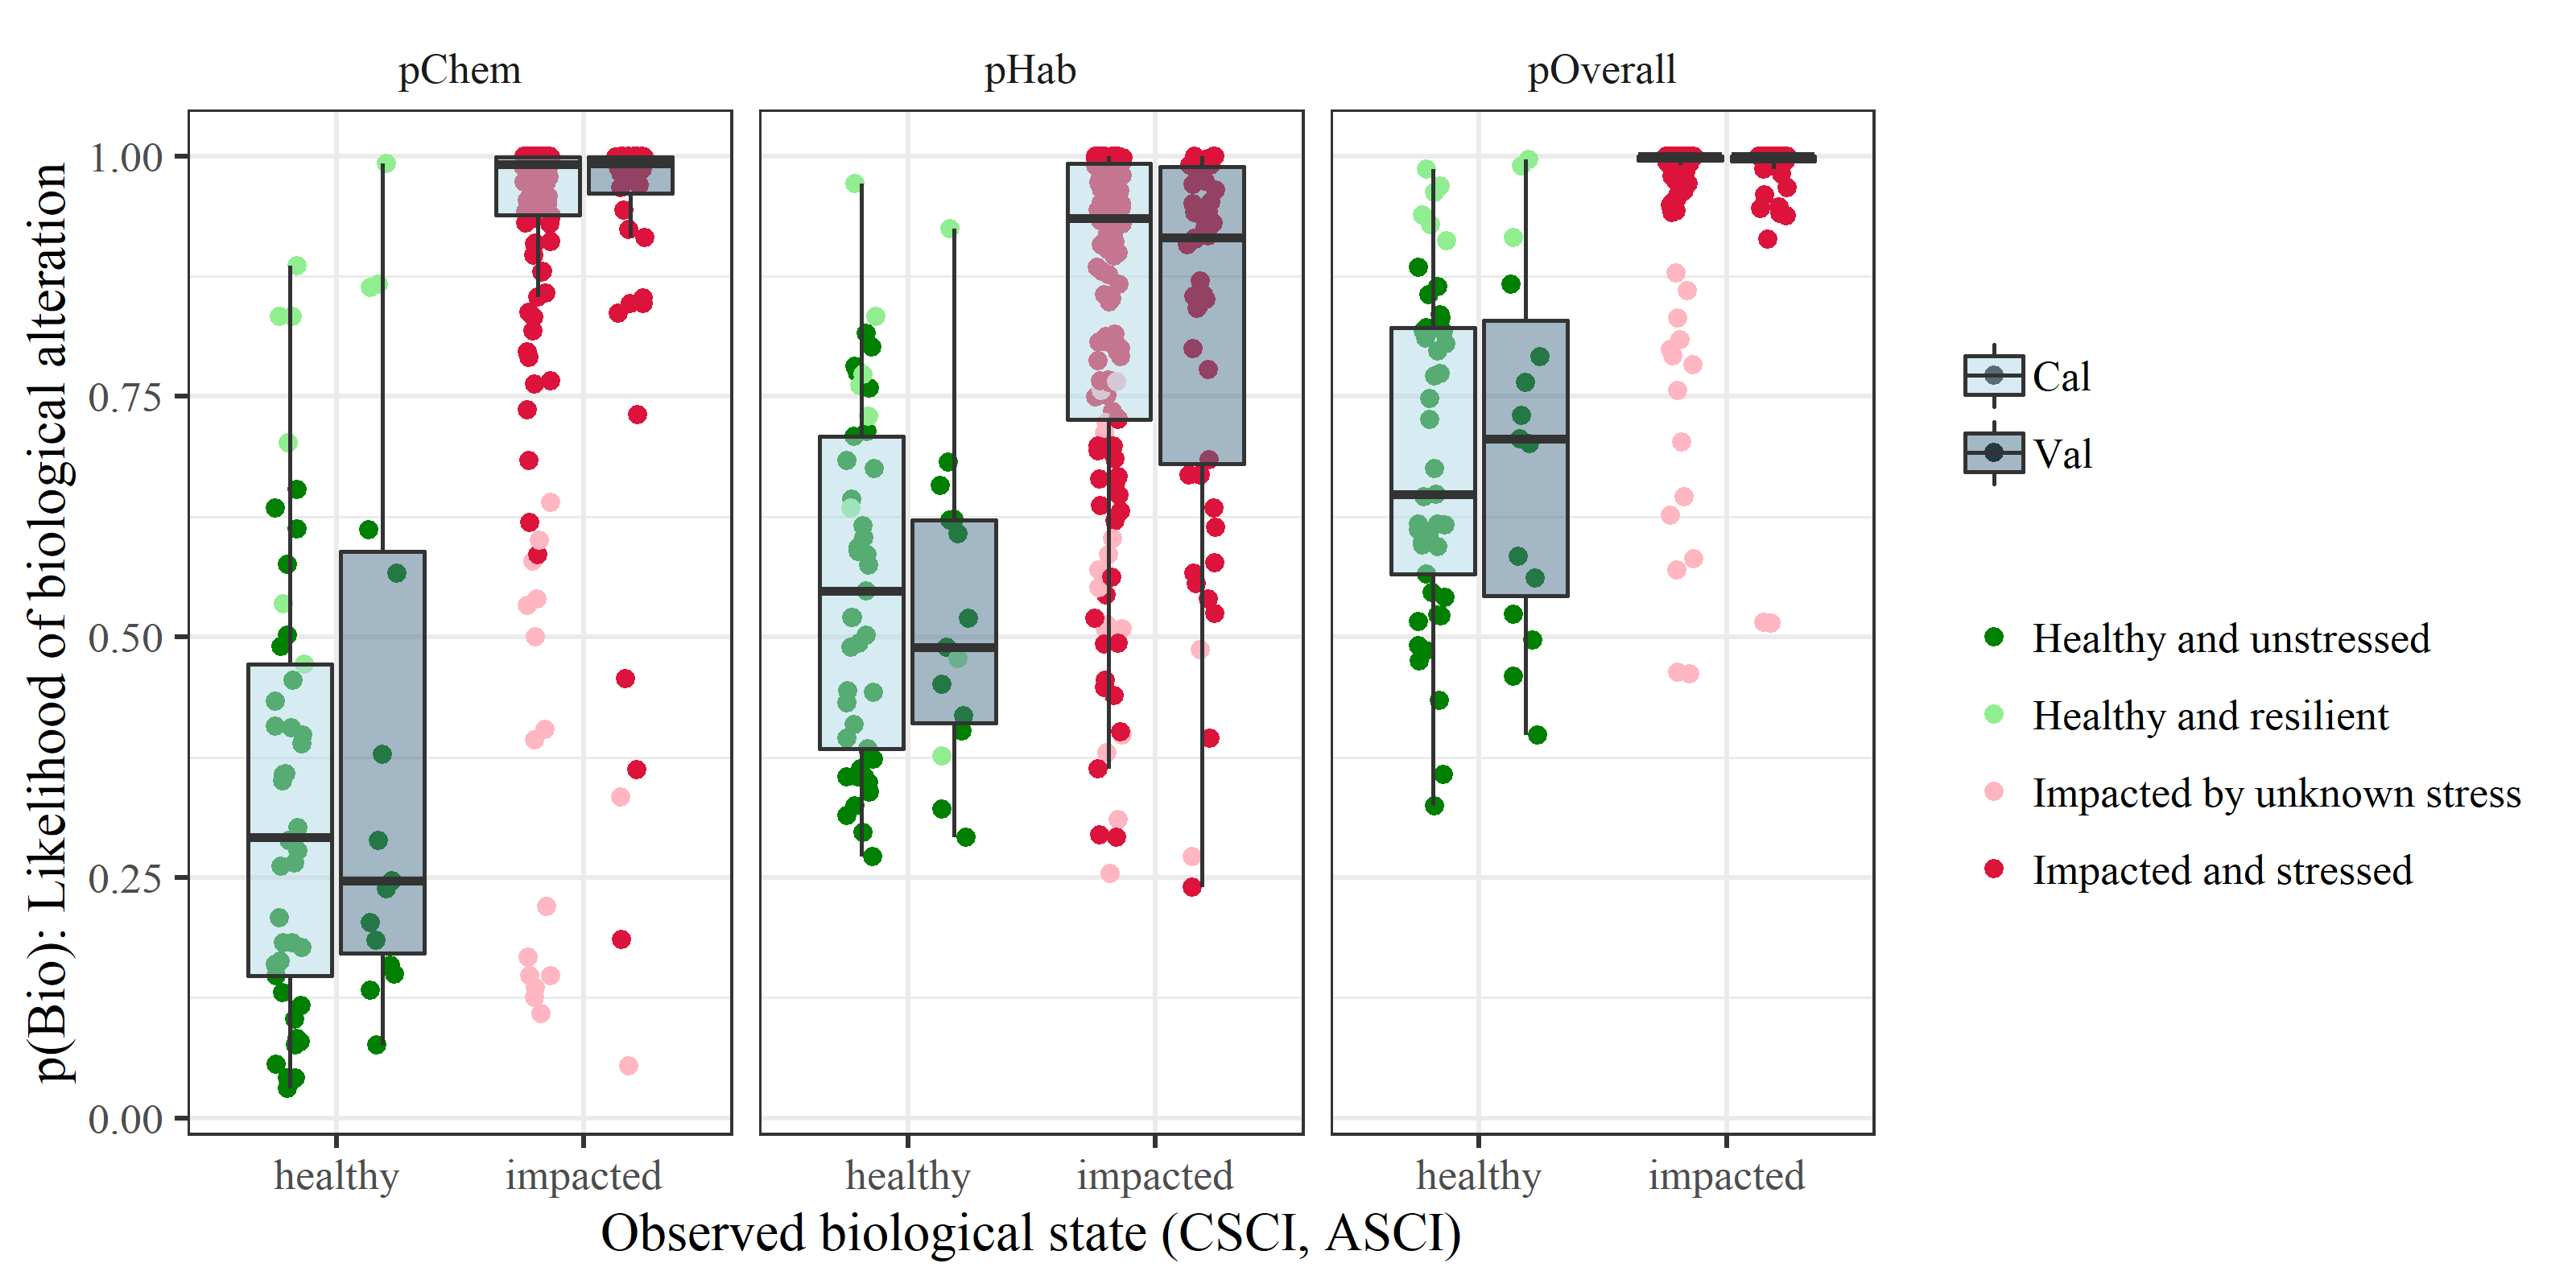 pChem
pHab
pOverall
p(Bio): Likelihood of biological alteration
1.00
0.75
0.50
0.25
0.00
healthy
impacted
healthy
impacted
healthy
impacted
Observed biological state (CSCI, ASCI)
Cal
Val
Healthy and unstressed
Healthy and resilient
Impacted by unknown stress
Impacted and stressed